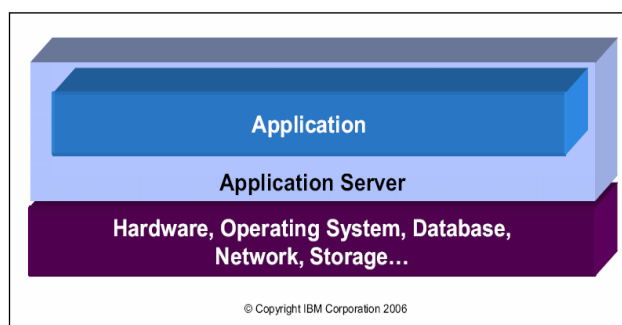 Application
Application Server
Hardware, Operating System, Database,
Network, Storage...
© Copyright IBM Corporation 2006